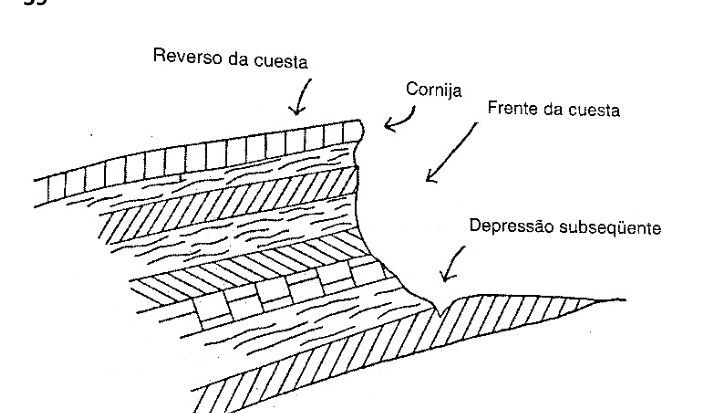 Reverso da cuesta
Cornija
Frente da cuesta
Depressão subseqüente